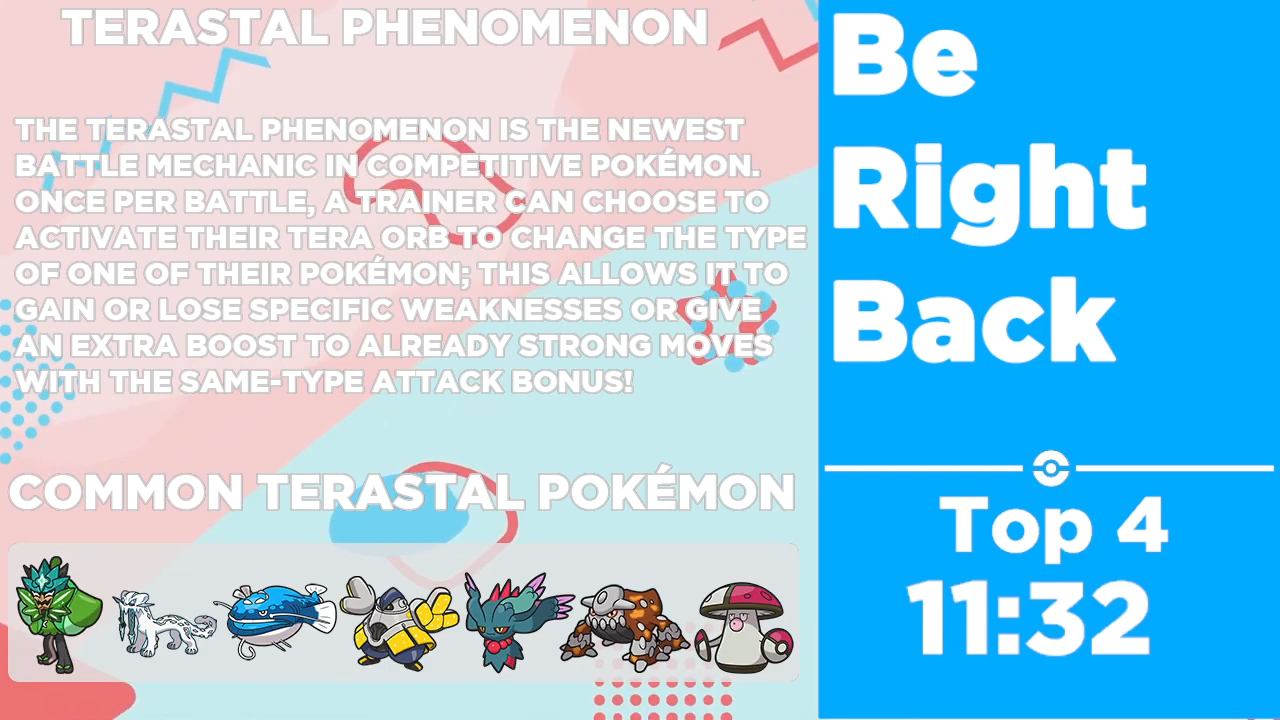 TERASTAL PHENOMENON
THE TERASTAL PHENOMENON IS THE NEWEST
BATTLE MECHANIC IN COMPETITIVE POKÉMON.
ONCE PER BATTLE, A TRAINER CAN CHOOSE TO
ACTIVATE THEIR TERA ORB TO CHANGE THE TYPE
OF ONE OF THEIR POKÉMON; THIS ALLOWS IT TO
GAIN OR LOSE SPECIFIC WEAKNESSES OR GIVE
AN EXTRA BOOST TO ALREADY STRONG MOVES
WITH THE SAME-TYPE ATTACK BONUS!
COMMON TERASTAL POKÉMON
Be
Right
Back
Top 4
11:32